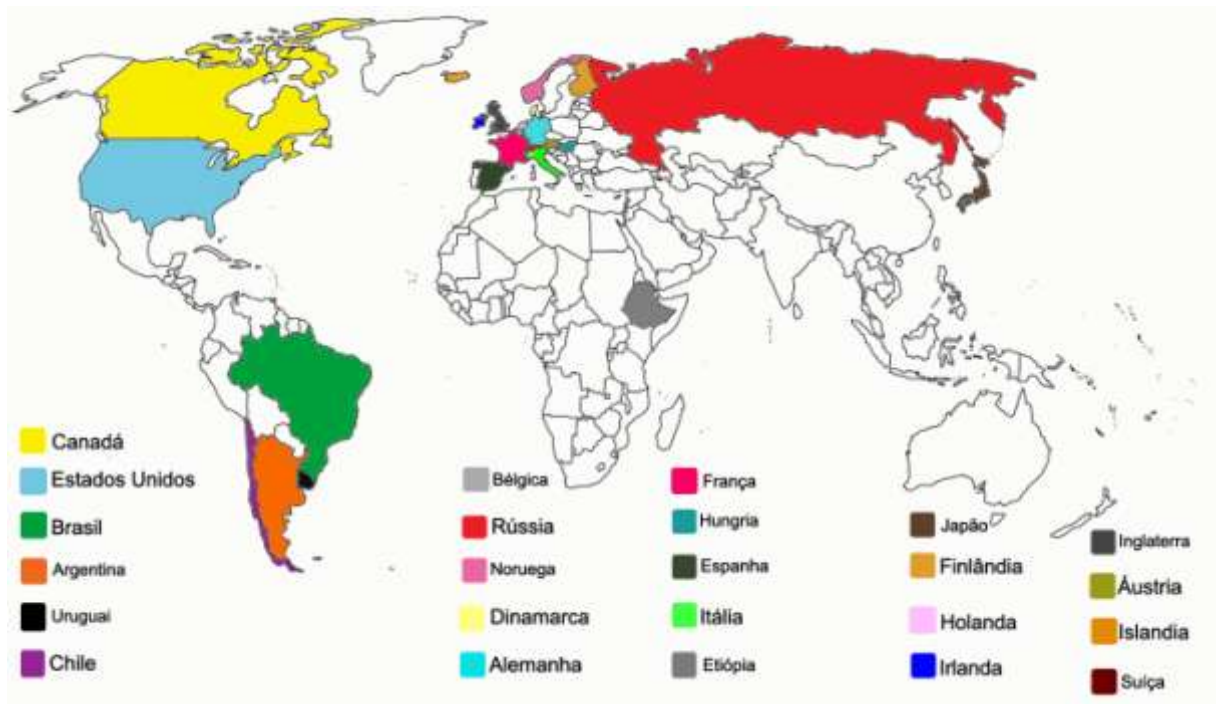 Canadá
Estados Unidos
Brasil
Argentina
Uruguai
Chile
Bélgica
Rússia
Noruega
Dinamarca
Alemanha
França
Hungria
Espanha
Itália
Etiópia
Japão
Finlândia
Holanda
Irlanda
Inglaterra
Áustria
Islandia
Suiça